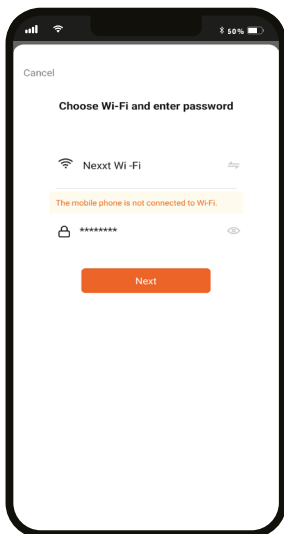 50%
Cancel
Choose Wi-Fi and enter password
Nexxt Wi -Fi
The mobile phone is not connected to Wi-Fi.
********
Next